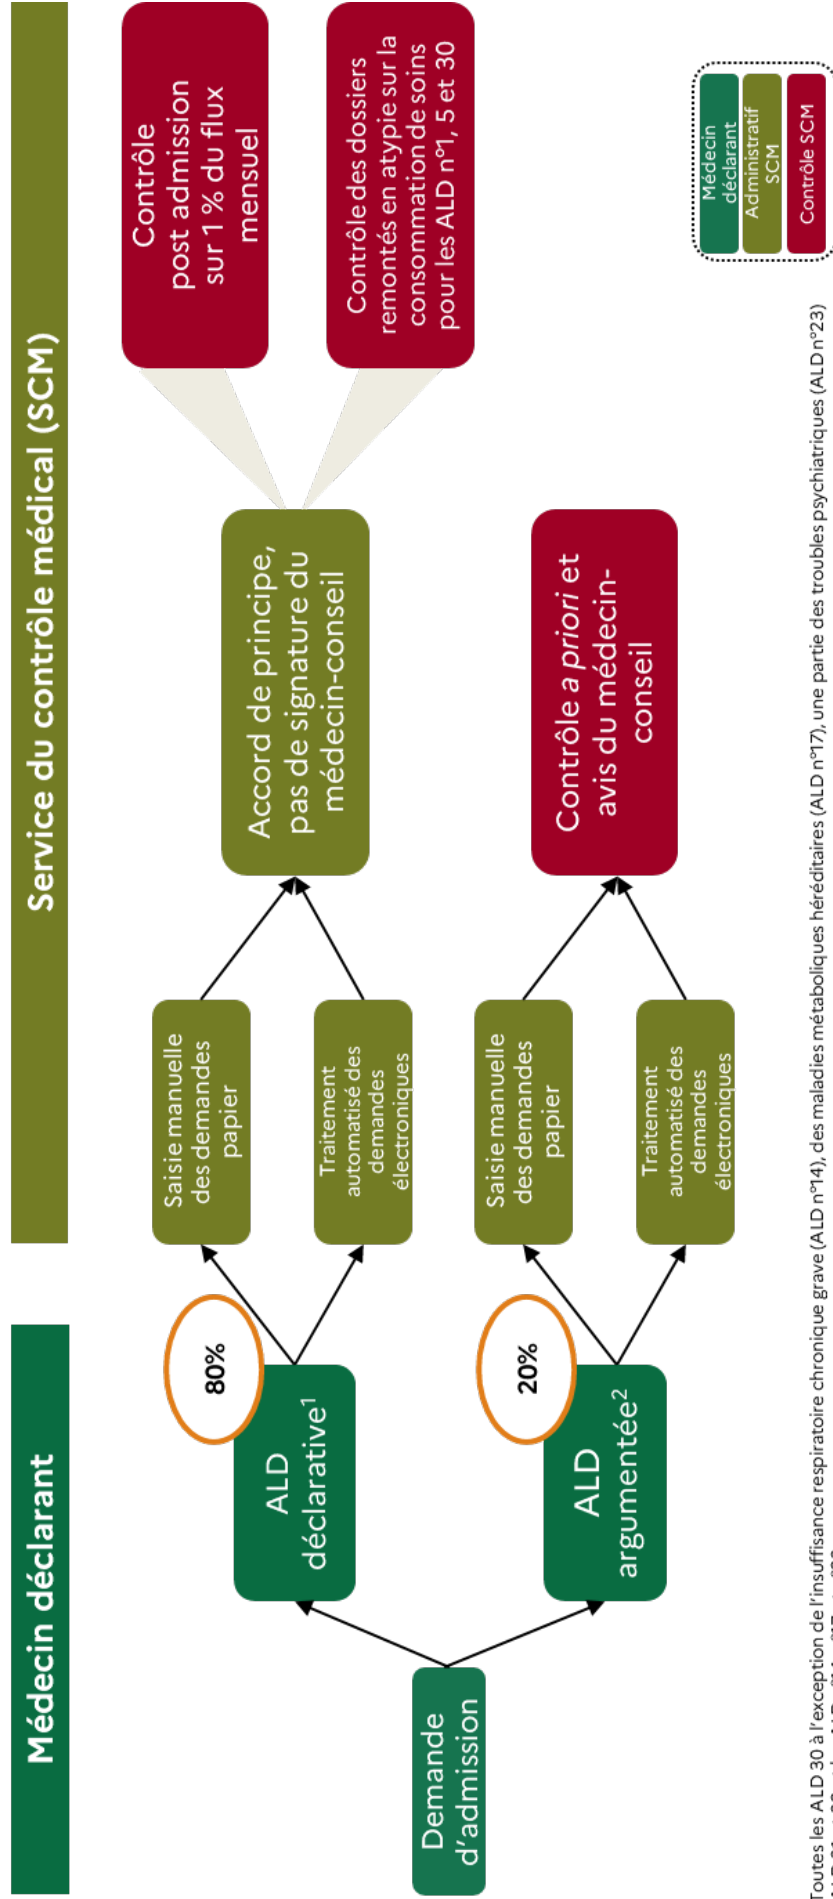 Médecin déclarant
Service du contrôle médical (SCM)
Demande
d'admission
ALD
déclarative¹
80%
ALD
argumentée²
20%
Saisie manuelle
des demandes
papier
Traitement
automatisé des
demandes
électroniques
Saisie manuelle
des demandes
papier
Traitement
automatisé des
demandes
électroniques
Accord de principe,
pas de signature du
médecin-conseil
Contrôle a priori et
avis du médecin-
conseil
Contrôle
post admission
sur 1 % du flux
mensuel
Contrôle des dossiers
remontés en atypie sur la
consommation de soins
pour les ALD n°1, 5 et 30
Médecin
déclarant
Administratif
SCM
Contrôle SCM
Toutes les ALD 30 à l'exception de l'insuffisance respiratoire chronique grave (ALD n°14), des maladies métaboliques héréditaires (ALD n°17), une partie des troubles psychiatriques (ALD n°23)